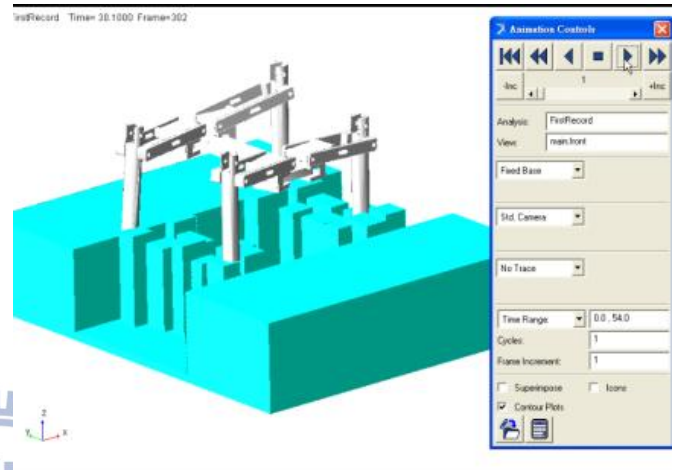 FirstRecord Time= 30.1000 Frame=302
Animation Controls
-Inc 1 +Inc
Analysis: FirstRecord
View: main.front
Fixed Base
Std. Camera
No Trace
Time Range: 0.0 , 54.0
Cycles: 1
Frame Increment: 1
Superimpose Icons
Contour Plots
Z
Y X